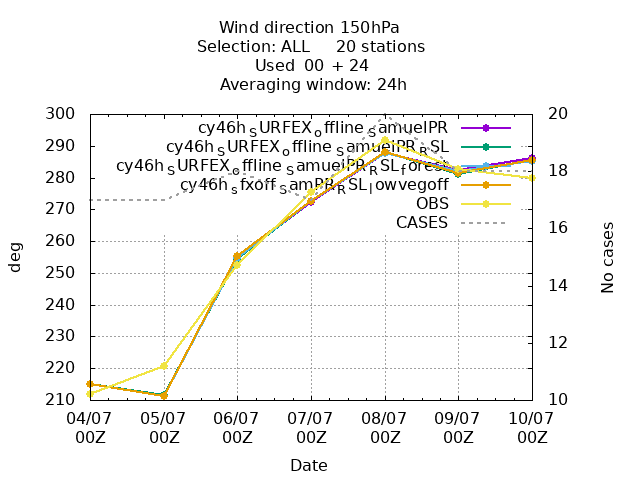 Wind direction 150hPa
Selection: ALL 20 stations
Used 00 + 24
Averaging window: 24h
300
290
280
270
260
250
240
230
220
210
20
18
16
14
12
10
deg
No cases
cy46h_SURFEX_offline_SamuelPR
cy46h_SURFEX_offline_SamuelPR_RSL
cy46h_SURFEX_offline_SamuelPR_RSL_forest
cy46h_sfxoff_SamPR_RSL_lowvegoff
OBS
CASES
04/07 05/07 06/07 07/07 08/07 09/07 10/07
00Z 00Z 00Z 00Z 00Z 00Z 00Z
Date